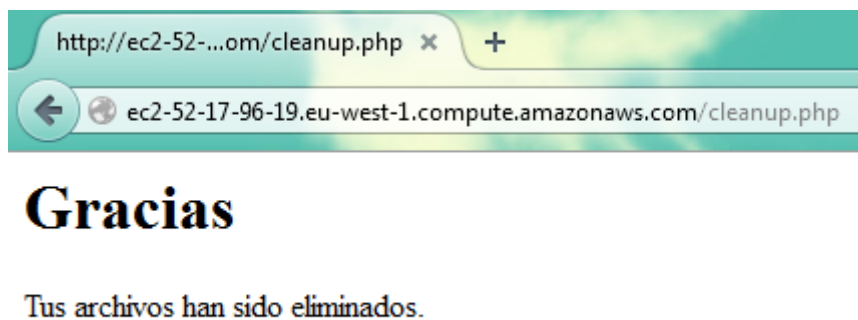 http://ec2-52-...om/cleanup.php
ec2-52-17-96-19.eu-west-1.compute.amazonaws.com/cleanup.php
Gracias
Tus archivos han sido eliminados.